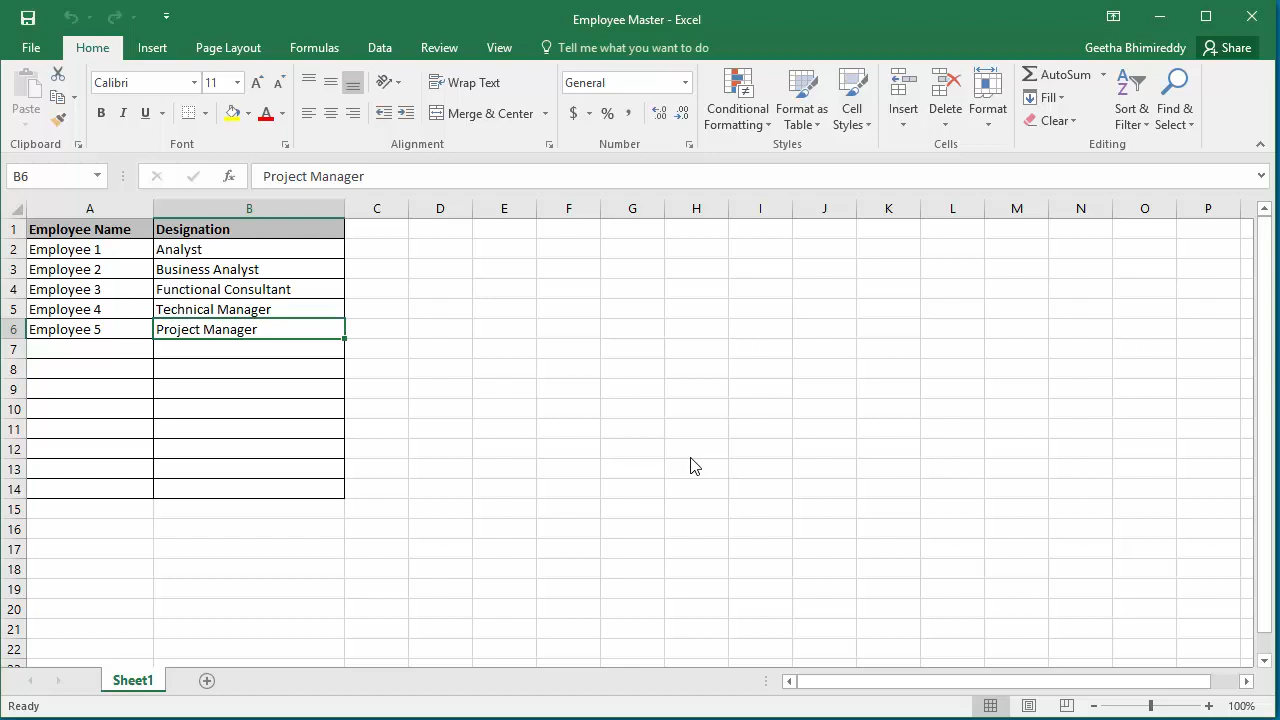 Employee Master - Excel
File Home Insert Page Layout Formulas Data Review View Tell me what you want to do Geetha Bhimireddy Share
Paste
Clipboard
Calibri 11 A A
B I U A
Font
Wrap Text
Merge & Center
Alignment
General
$ % , .00 .0
Number
Conditional Formatting Format as Table Cell Styles
Styles
Insert Delete Format
Cells
AutoSum
Fill
Clear
Sort & Filter Find & Select
Editing
B6 fx Project Manager
A B C D E F G H I J K L M N O P
1 Employee Name Designation
2 Employee 1 Analyst
3 Employee 2 Business Analyst
4 Employee 3 Functional Consultant
5 Employee 4 Technical Manager
6 Employee 5 Project Manager
7
8
9
10
11
12
13
14
15
16
17
18
19
20
21
22
Sheet1
Ready 100%